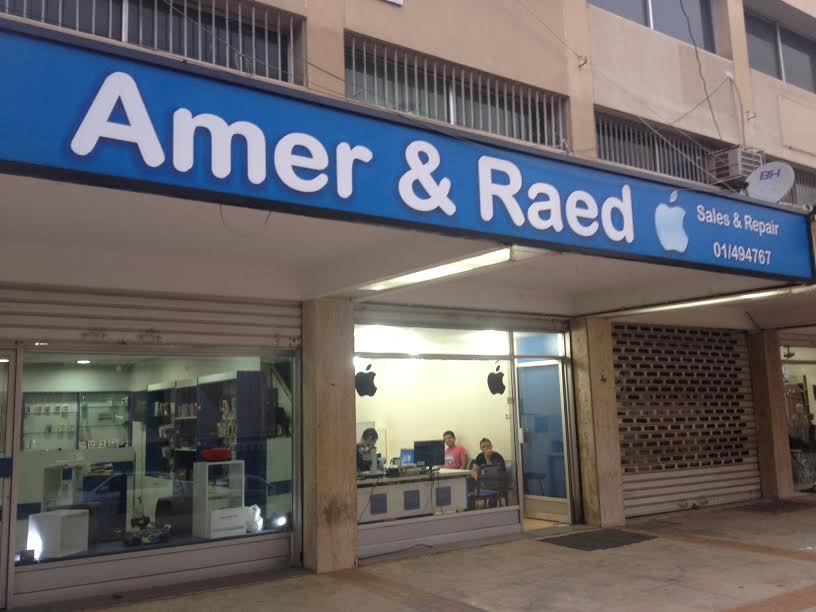 Amer & Raed
Sales & Repair
01/494767
BH